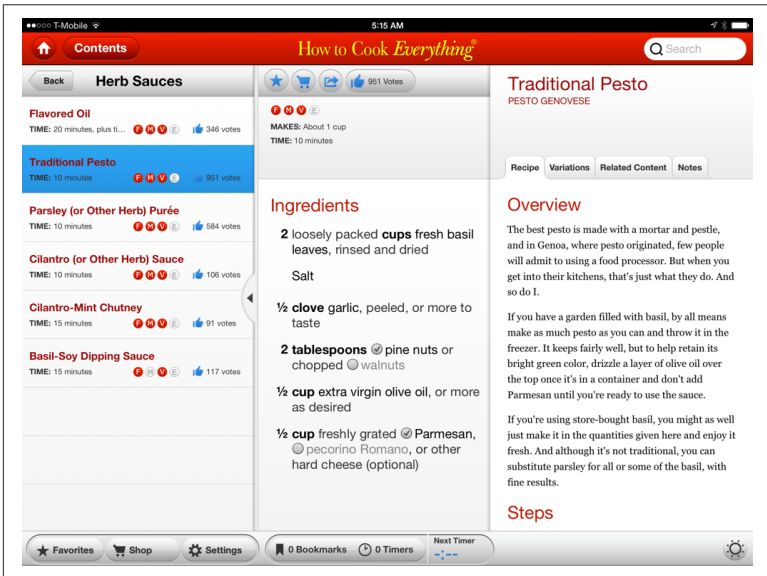 T-Mobile
5:15 AM
Contents
How to Cook Everything®
Search
Back
Herb Sauces
Flavored Oil
TIME: 20 minutes, plus ti... F M V E 346 votes
Traditional Pesto
TIME: 10 minutes F M V E 951 votes
Parsley (or Other Herb) Purée
TIME: 10 minutes F M V E 584 votes
Cilantro (or Other Herb) Sauce
TIME: 10 minutes F M V E 106 votes
Cilantro-Mint Chutney
TIME: 15 minutes F M V E 91 votes
Basil-Soy Dipping Sauce
TIME: 15 minutes F M V E 117 votes
951 Votes
F M V E
MAKES: About 1 cup
TIME: 10 minutes
Ingredients
2 loosely packed cups fresh basil
leaves, rinsed and dried
Salt
½ clove garlic, peeled, or more to
taste
2 tablespoons pine nuts or
chopped walnuts
½ cup extra virgin olive oil, or more
as desired
½ cup freshly grated Parmesan,
pecorino Romano, or other
hard cheese (optional)
Traditional Pesto
PESTO GENOVESE
Recipe Variations Related Content Notes
Overview
The best pesto is made with a mortar and pestle,
and in Genoa, where pesto originated, few people
will admit to using a food processor. But when you
get into their kitchens, that's just what they do. And
so do I.
If you have a garden filled with basil, by all means
make as much pesto as you can and throw it in the
freezer. It keeps fairly well, but to help retain its
bright green color, drizzle a layer of olive oil over
the top once it's in a container and don't add
Parmesan until you're ready to use the sauce.
If you're using store-bought basil, you might as well
just make it in the quantities given here and enjoy it
fresh. And although it's not traditional, you can
substitute parsley for all or some of the basil, with
fine results.
Steps
Favorites
Shop
Settings
0 Bookmarks
0 Timers
Next Timer
-:--